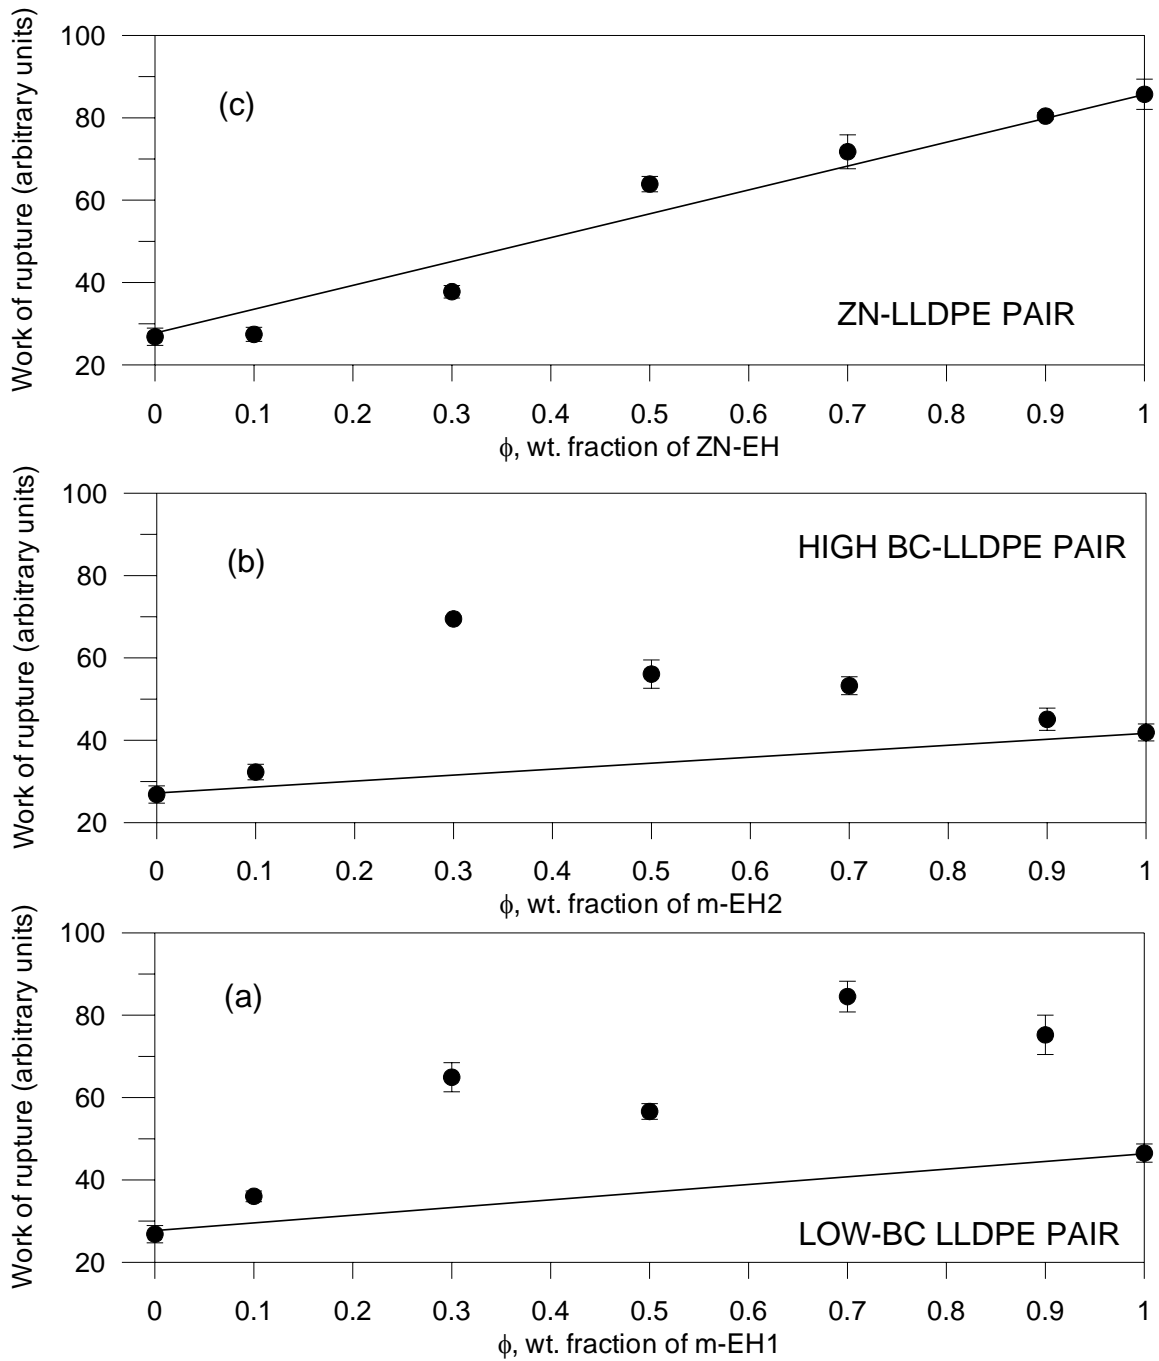 Work of rupture (arbitrary units)
100
80
60
40
20
(c)
ZN-LLDPE PAIR
0 0.1 0.2 0.3 0.4 0.5 0.6 0.7 0.8 0.9 1
ϕ, wt. fraction of ZN-EH
Work of rupture (arbitrary units)
100
80
60
40
20
(b)
HIGH BC-LLDPE PAIR
0 0.1 0.2 0.3 0.4 0.5 0.6 0.7 0.8 0.9 1
ϕ, wt. fraction of m-EH2
Work of rupture (arbitrary units)
100
80
60
40
20
(a)
LOW-BC LLDPE PAIR
0 0.1 0.2 0.3 0.4 0.5 0.6 0.7 0.8 0.9 1
ϕ, wt. fraction of m-EH1